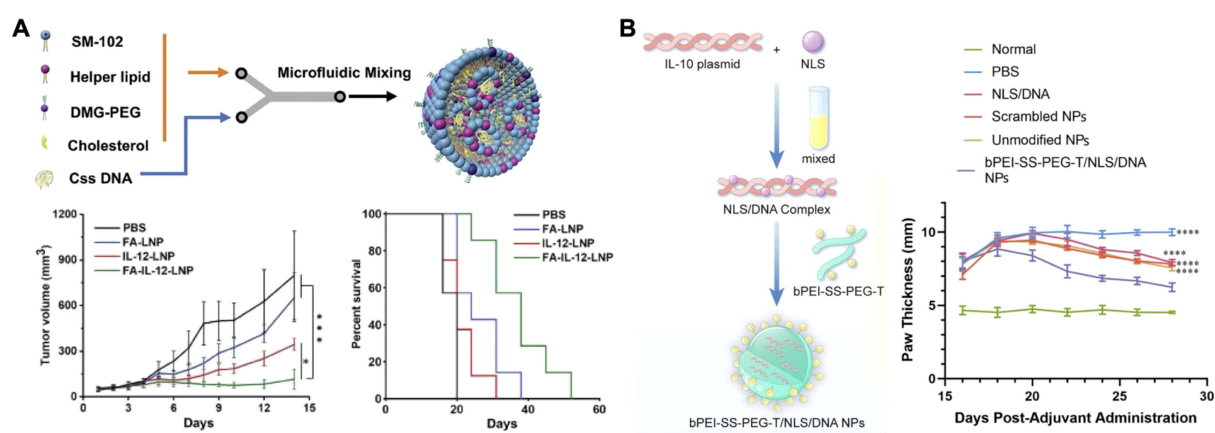 A
SM-102
Helper lipid
DMG-PEG
Cholesterol
Css DNA
Microfluidic Mixing
1200
900
600
300
0
Tumor volume (mm³)
PBS
FA-LNP
IL-12-LNP
FA-IL-12-LNP
***
*
0 3 6 9 12 15
Days
100
80
60
40
20
0
Percent survival
PBS
FA-LNP
IL-12-LNP
FA-IL-12-LNP
0 20 40 60
Days
B
IL-10 plasmid
+
NLS
mixed
NLS/DNA Complex
bPEI-SS-PEG-T
bPEI-SS-PEG-T/NLS/DNA NPs
Normal
PBS
NLS/DNA
Scrambled NPs
Unmodified NPs
bPEI-SS-PEG-T/NLS/DNA
NPs
Paw Thickness (mm)
10
5
0
****
****
****
****
15 20 25 30
Days Post-Adjuvant Administration